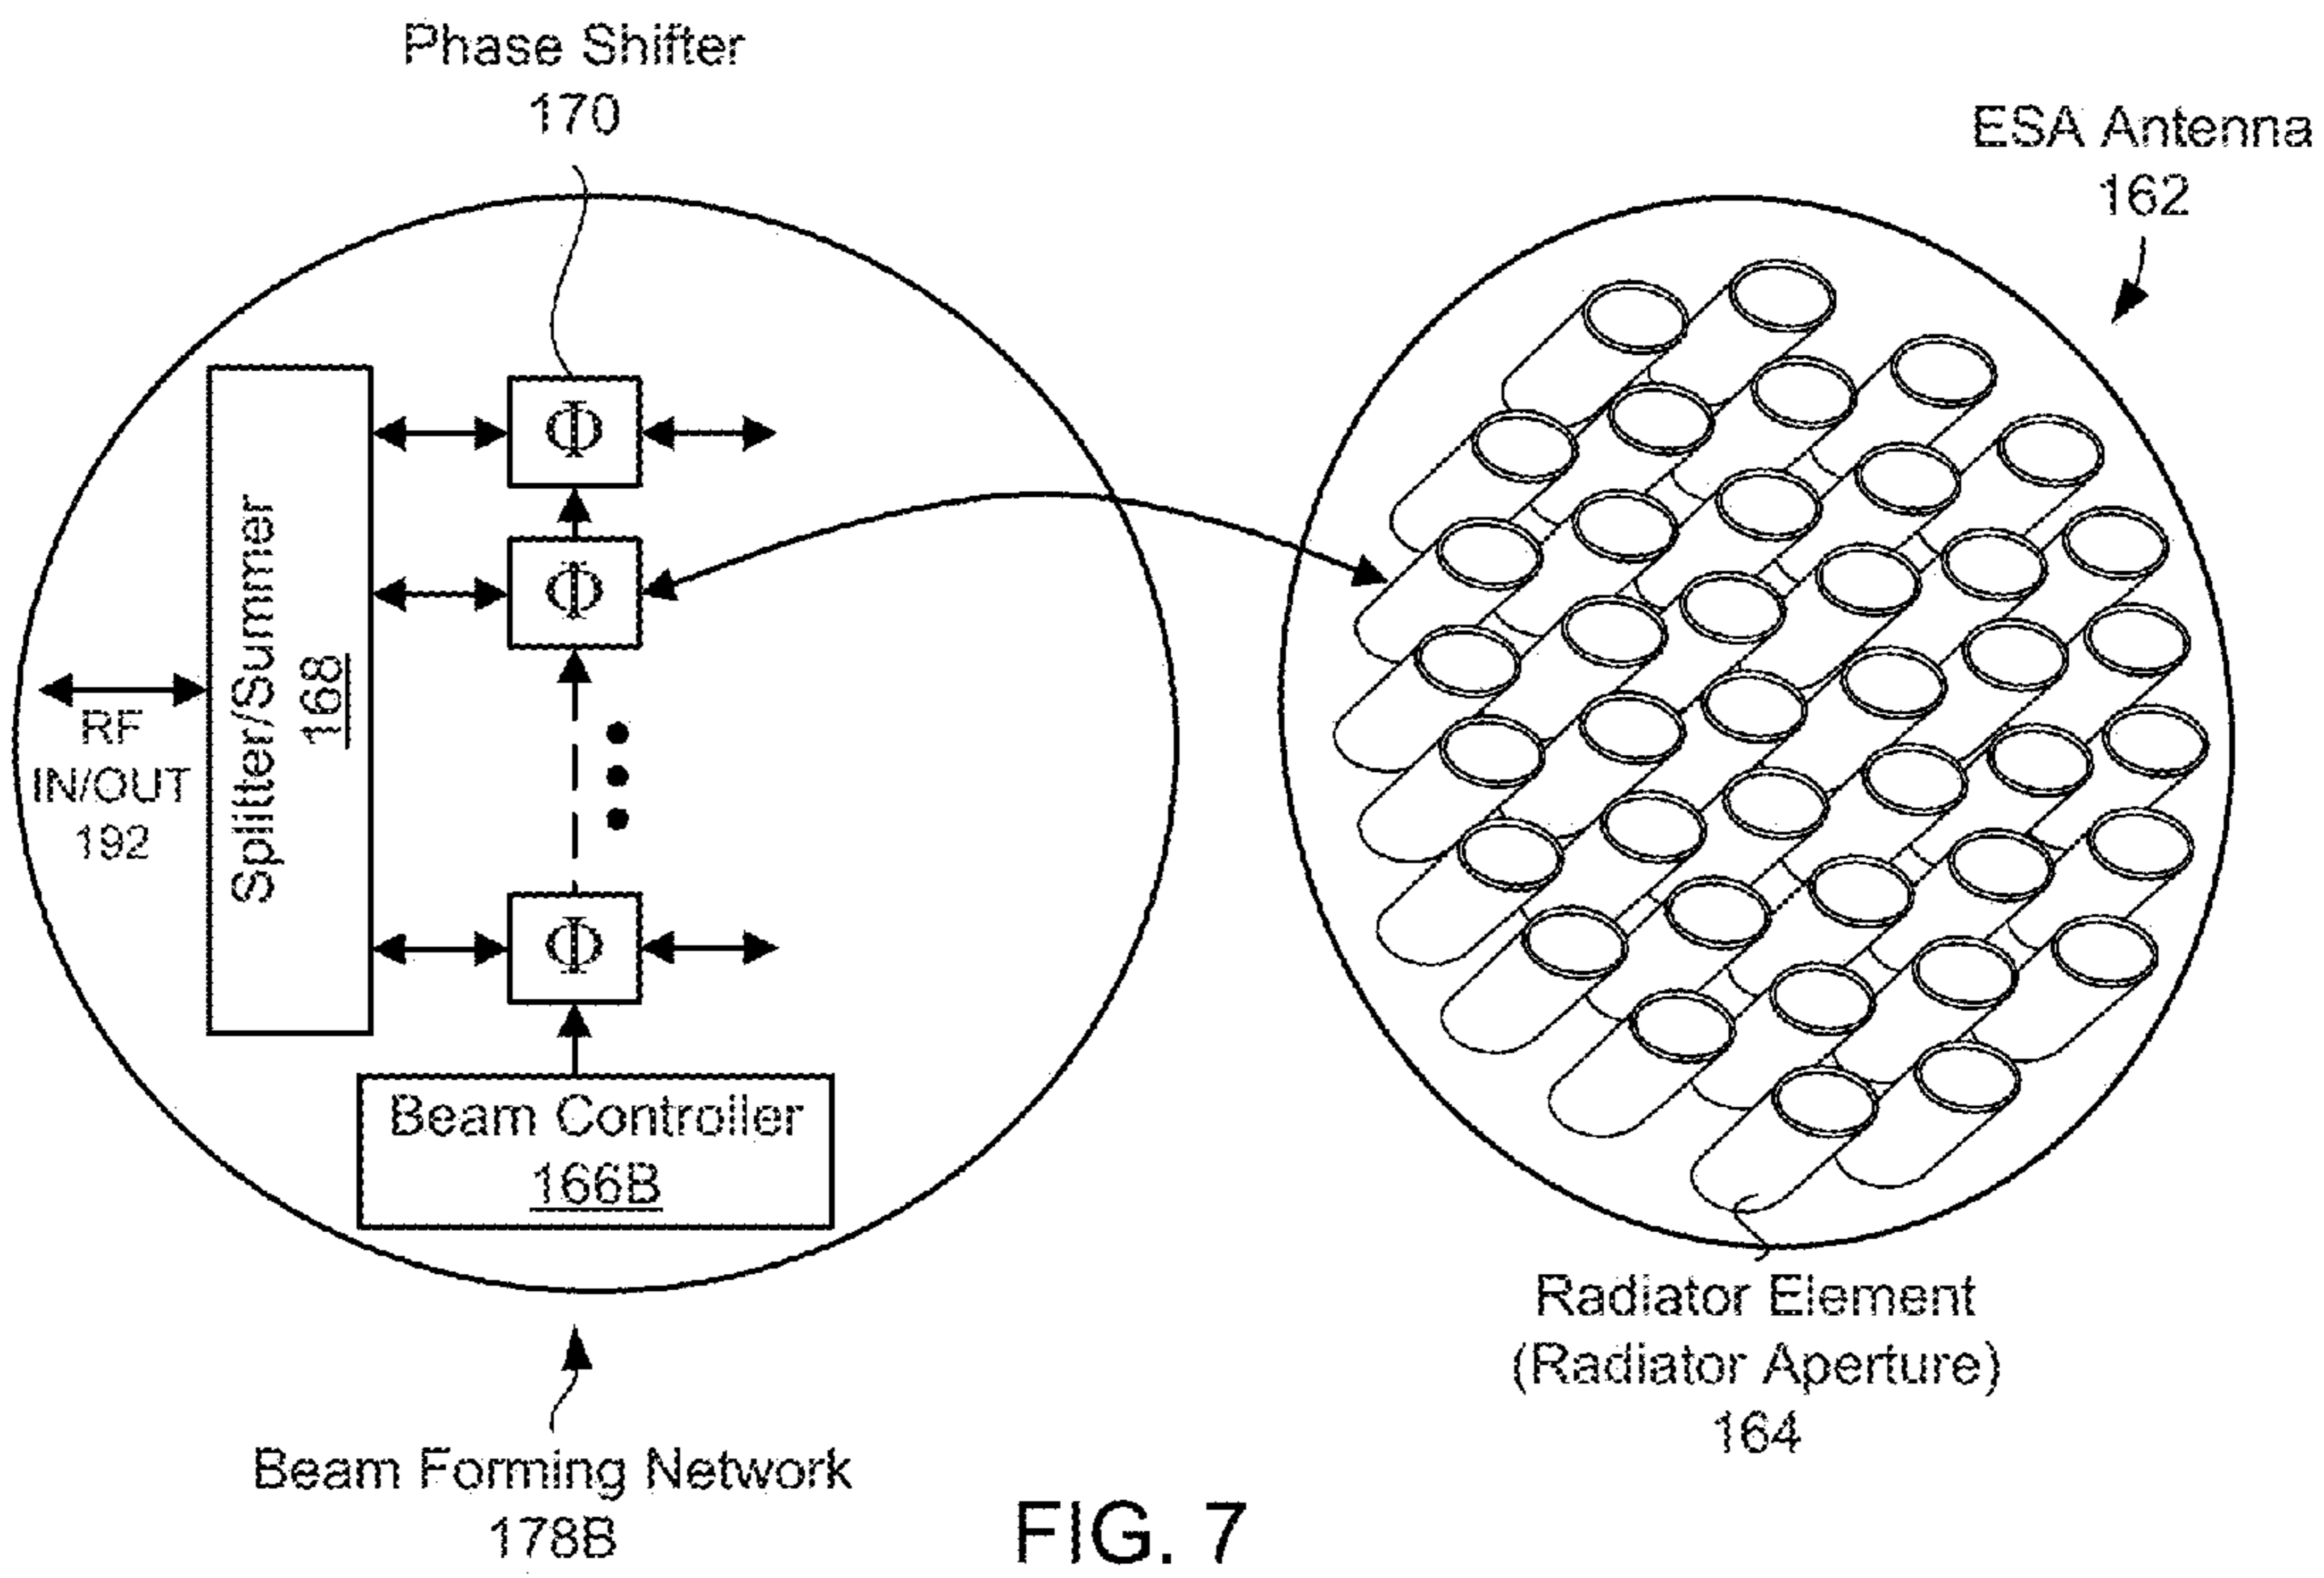 Phase Shifter
170
ESA Antenna
162
Φ
Φ
Φ
Splitter/Summer
168
RF
IN/OUT
192
Beam Controller
166B
Beam Forming Network
178B
Radiator Element
(Radiator Aperture)
164
FIG. 7